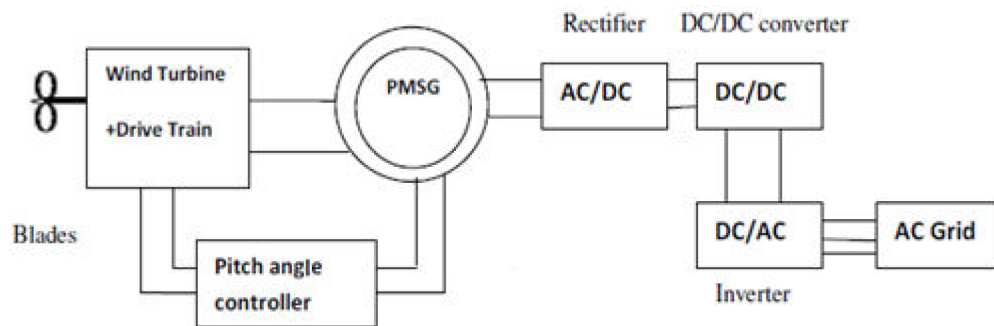 Rectifier
DC/DC converter
Wind Turbine
+Drive Train
PMSG
AC/DC
DC/DC
Blades
Pitch angle
controller
DC/AC
AC Grid
Inverter